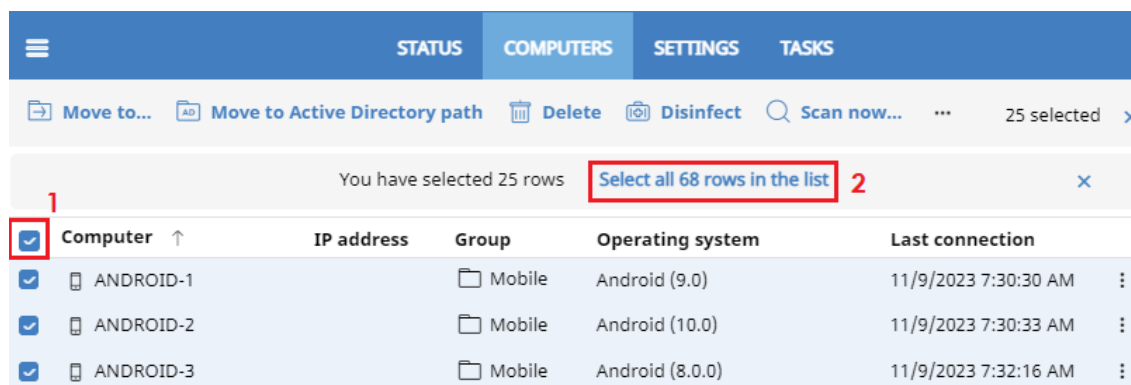 STATUS COMPUTERS SETTINGS TASKS
Move to... AD Move to Active Directory path Delete Disinfect Scan now... ... 25 selected
You have selected 25 rows Select all 68 rows in the list 2
1
Computer IP address Group Operating system Last connection
ANDROID-1 Mobile Android (9.0) 11/9/2023 7:30:30 AM
ANDROID-2 Mobile Android (10.0) 11/9/2023 7:30:33 AM
ANDROID-3 Mobile Android (8.0.0) 11/9/2023 7:32:16 AM